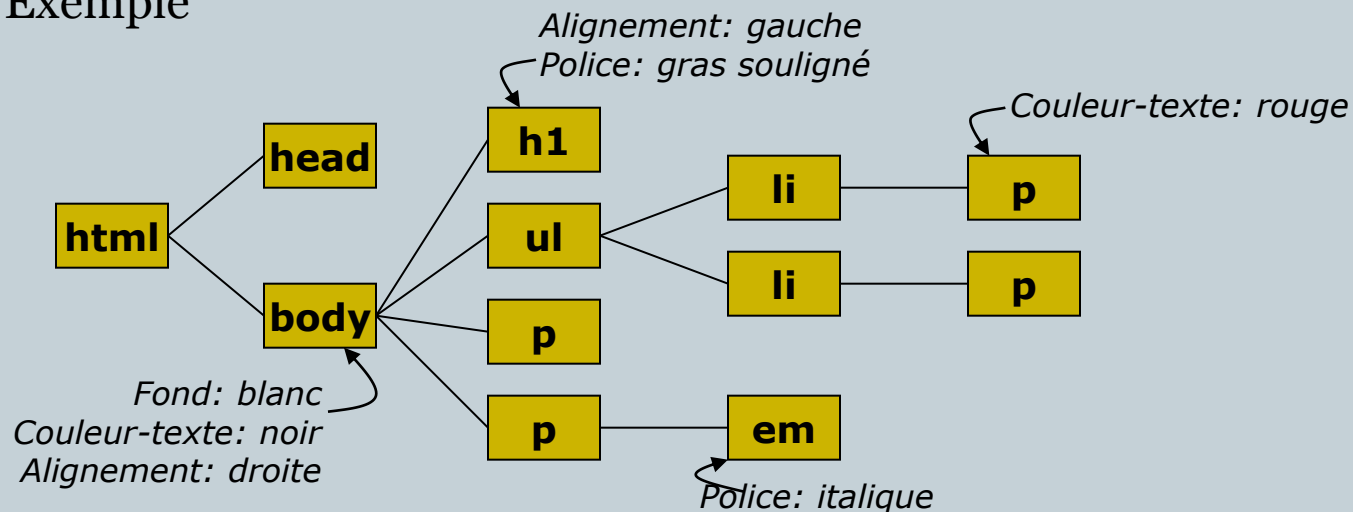 Exemple
Alignement: gauche
Police: gras souligné
Couleur-texte: rouge
h1
head
li
p
html
ul
li
p
body
p
Fond: blanc
Couleur-texte: noir
Alignement: droite
p
em
Police: italique